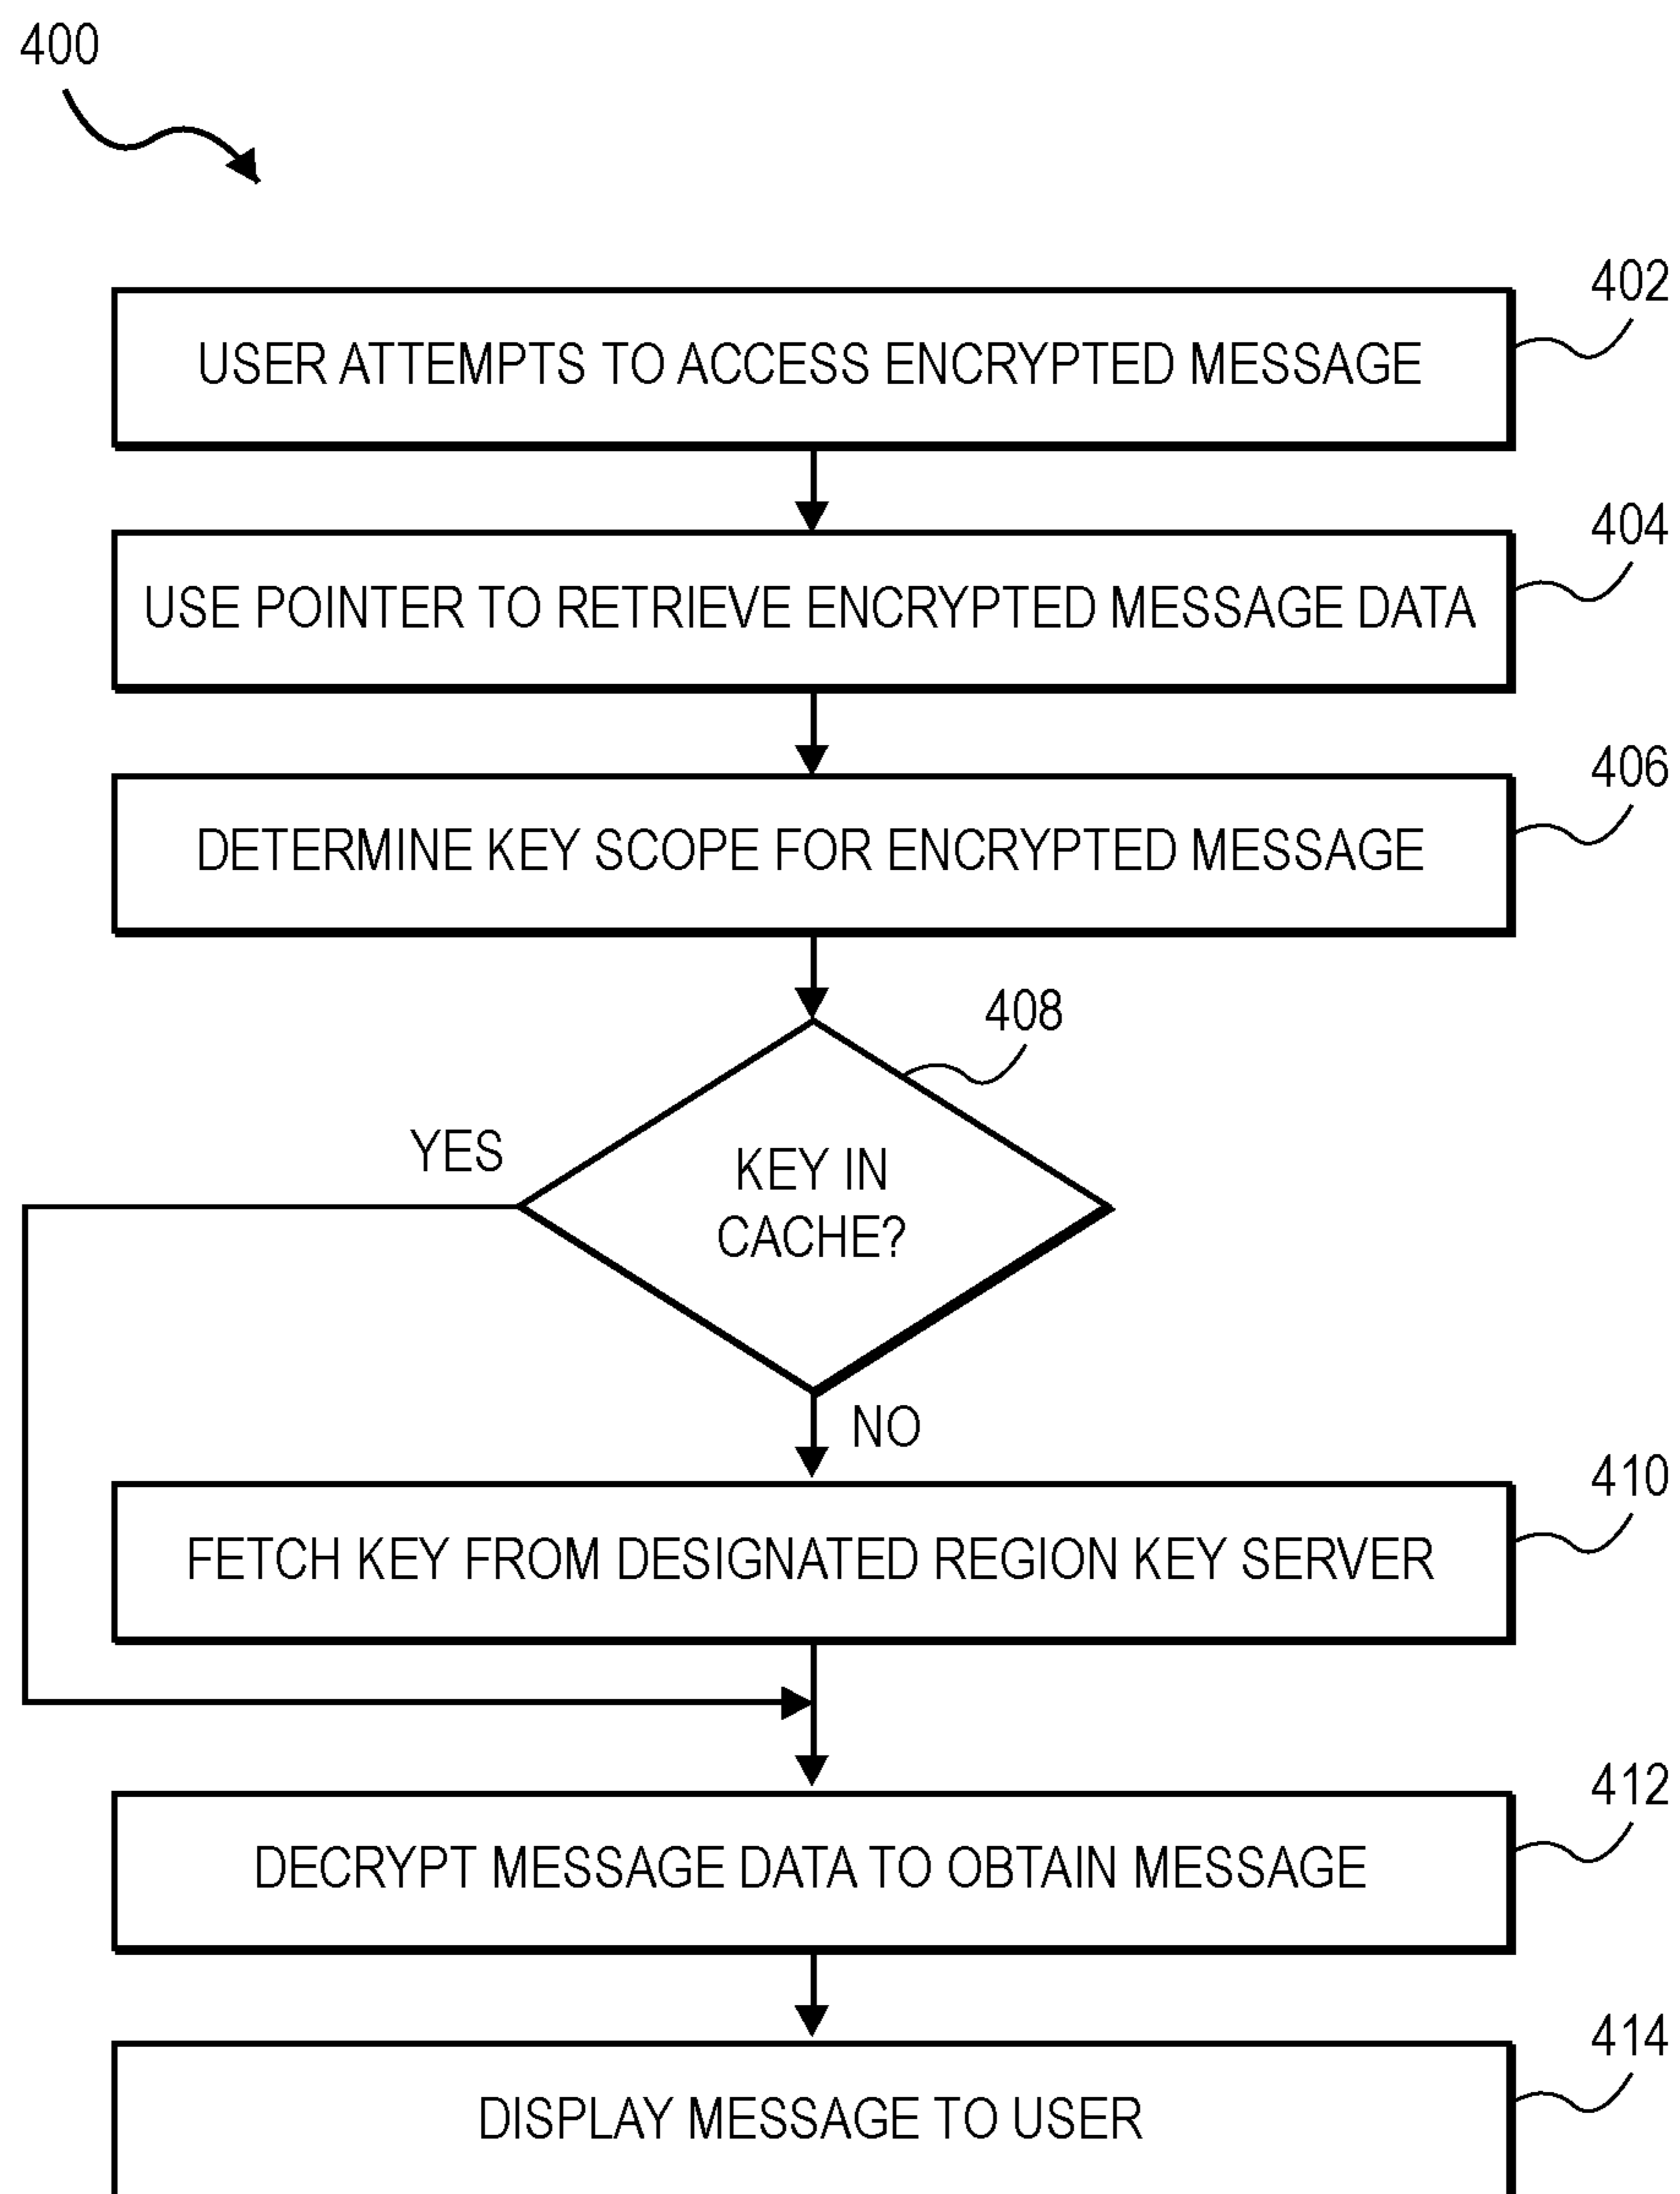 400
402
USER ATTEMPTS TO ACCESS ENCRYPTED MESSAGE
404
USE POINTER TO RETRIEVE ENCRYPTED MESSAGE DATA
406
DETERMINE KEY SCOPE FOR ENCRYPTED MESSAGE
408
YES
KEY IN
CACHE?
NO
410
FETCH KEY FROM DESIGNATED REGION KEY SERVER
412
DECRYPT MESSAGE DATA TO OBTAIN MESSAGE
414
DISPLAY MESSAGE TO USER